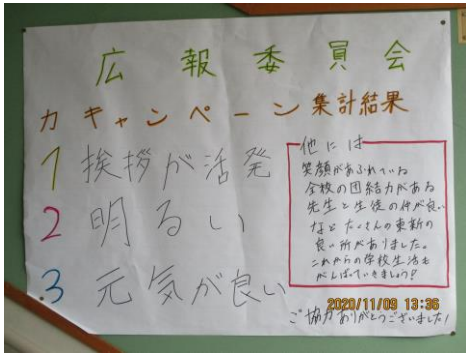 広報委員会
カキャンペーン集計結果
1 挨拶が活発
2 明るい
3 元気が良い
他には
笑顔があふれている
全校の団結力がある
先生と生徒の仲が良い
などたくさんの東新の
良い所がありました。
これからの学校生活も
がんばっていきましょう!
2020/11/09 13:36
ご協力ありがとうございました!